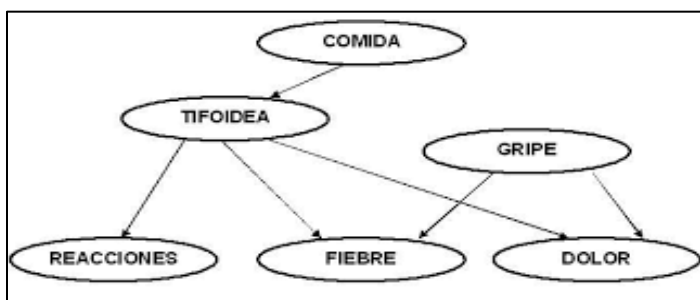 COMIDA
TIFOIDEA
GRIPE
REACCIONES
FIEBRE
DOLOR